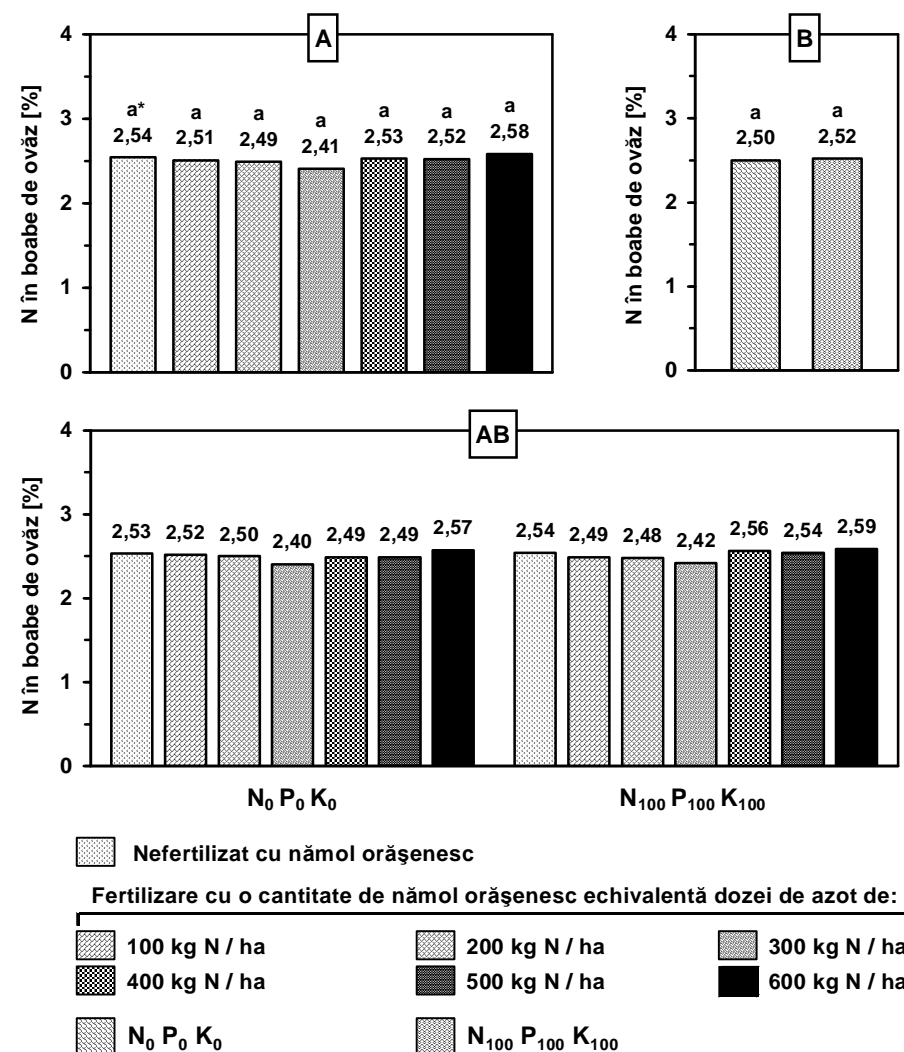 A
B
N în boabe de ovăz [%]
4
3
2
1
0
a* a a a a a a
2,54 2,51 2,49 2,41 2,53 2,52 2,58
N în boabe de ovăz [%]
4
3
2
1
0
a a
2,50 2,52
AB
N în boabe de ovăz [%]
4
3
2
1
0
2,53 2,52 2,50 2,40 2,49 2,49 2,57 2,54 2,49 2,48 2,42 2,56 2,54 2,59
N₀ P₀ K₀ N₁₀₀ P₁₀₀ K₁₀₀
Nefertilizat cu nămol orăşenesc
Fertilizare cu o cantitate de nămol orăşenesc echivalentă dozei de azot de:
100 kg N / ha 200 kg N / ha 300 kg N / ha
400 kg N / ha 500 kg N / ha 600 kg N / ha
N₀ P₀ K₀ N₁₀₀ P₁₀₀ K₁₀₀